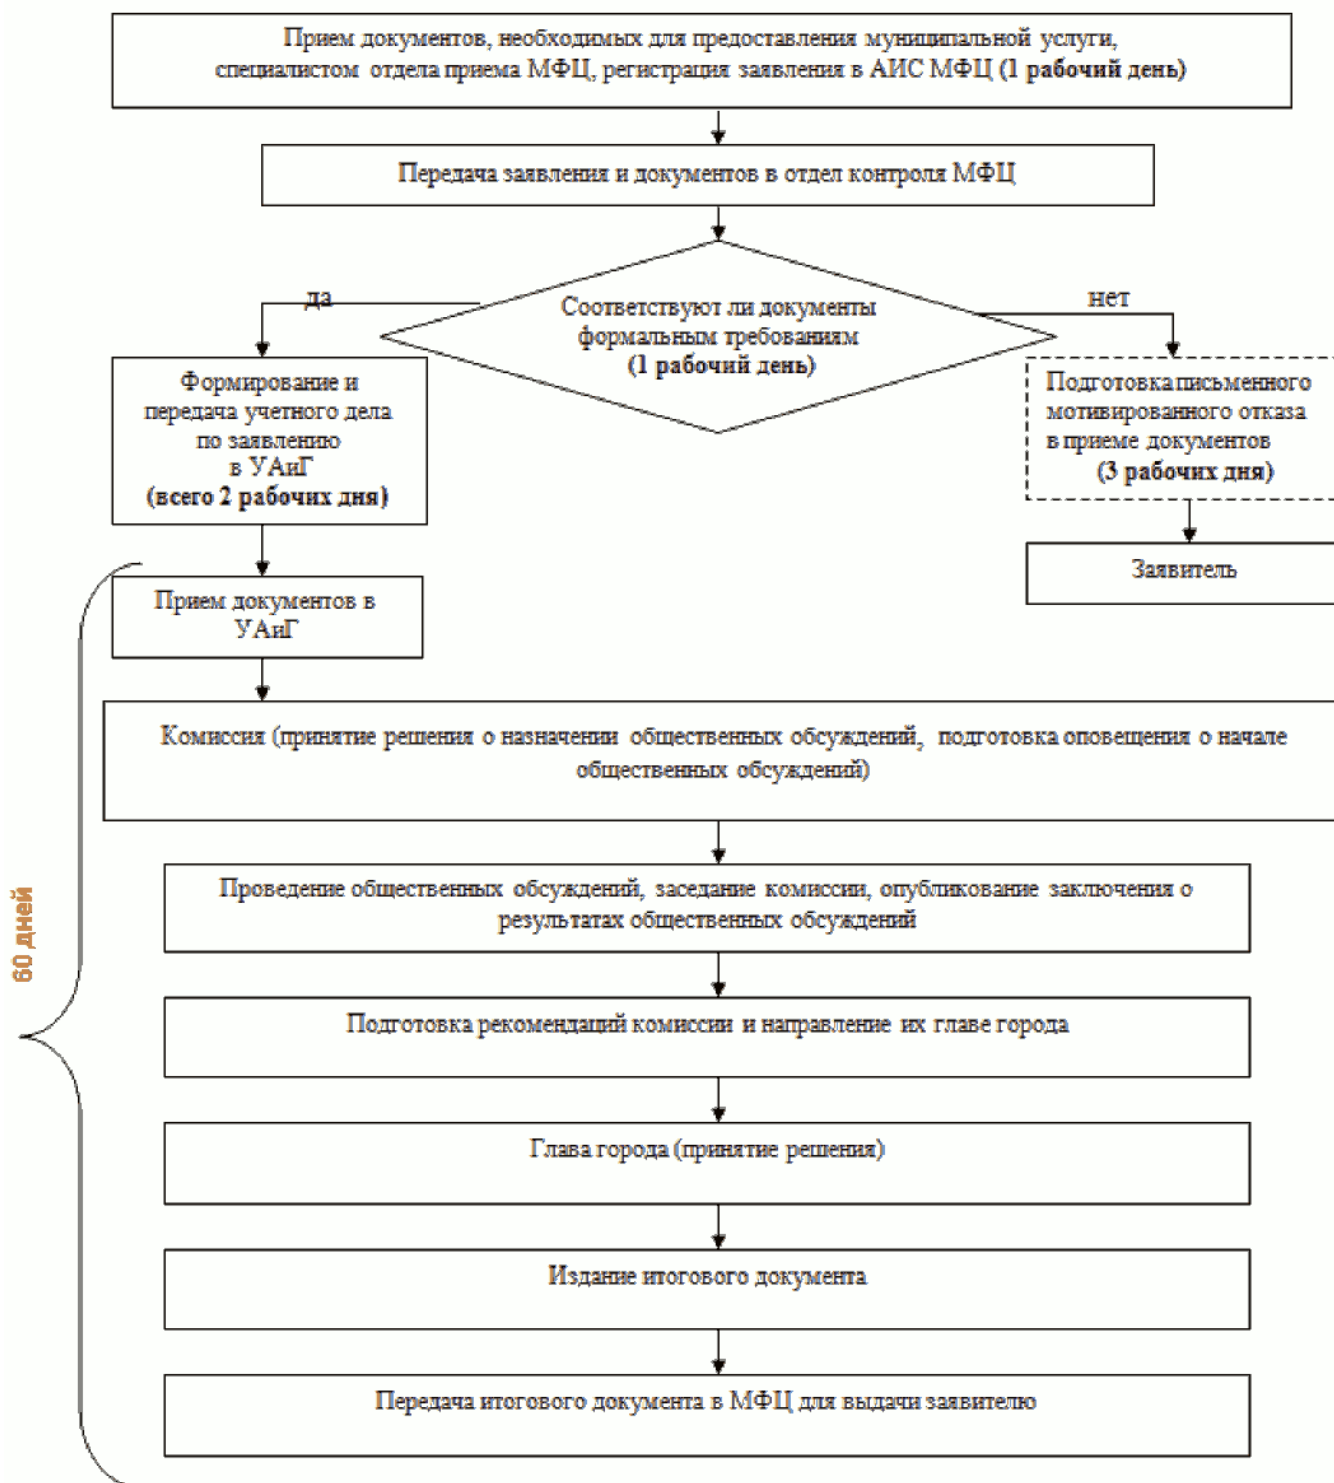 Прием документов, необходимых для предоставления муниципальной услуги,
специалистом отдела приема МФЦ, регистрация заявления в АИС МФЦ (1 рабочий день)
Передача заявления и документов в отдел контроля МФЦ
да
нет
Соответствуют ли документы
формальным требованиям
(1 рабочий день)
Формирование и
передача учетного дела
по заявлению
в УАиГ
(всего 2 рабочих дня)
Подготовка письменного
мотивированного отказа
в приеме документов
(3 рабочих дня)
Заявитель
Прием документов в
УАиГ
Комиссия (принятие решения о назначении общественных обсуждений, подготовка оповещения о начале
общественных обсуждений)
60 дней
Проведение общественных обсуждений, заседание комиссии, опубликование заключения о
результатах общественных обсуждений
Подготовка рекомендаций комиссии и направление их главе города
Глава города (принятие решения)
Издание итогового документа
Передача итогового документа в МФЦ для выдачи заявителю